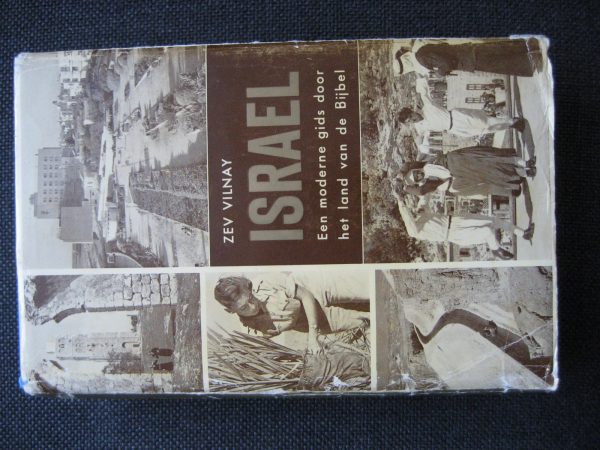 ZEV VILNAY
ISRAEL
Een moderne gids door
het land van de Bijbel